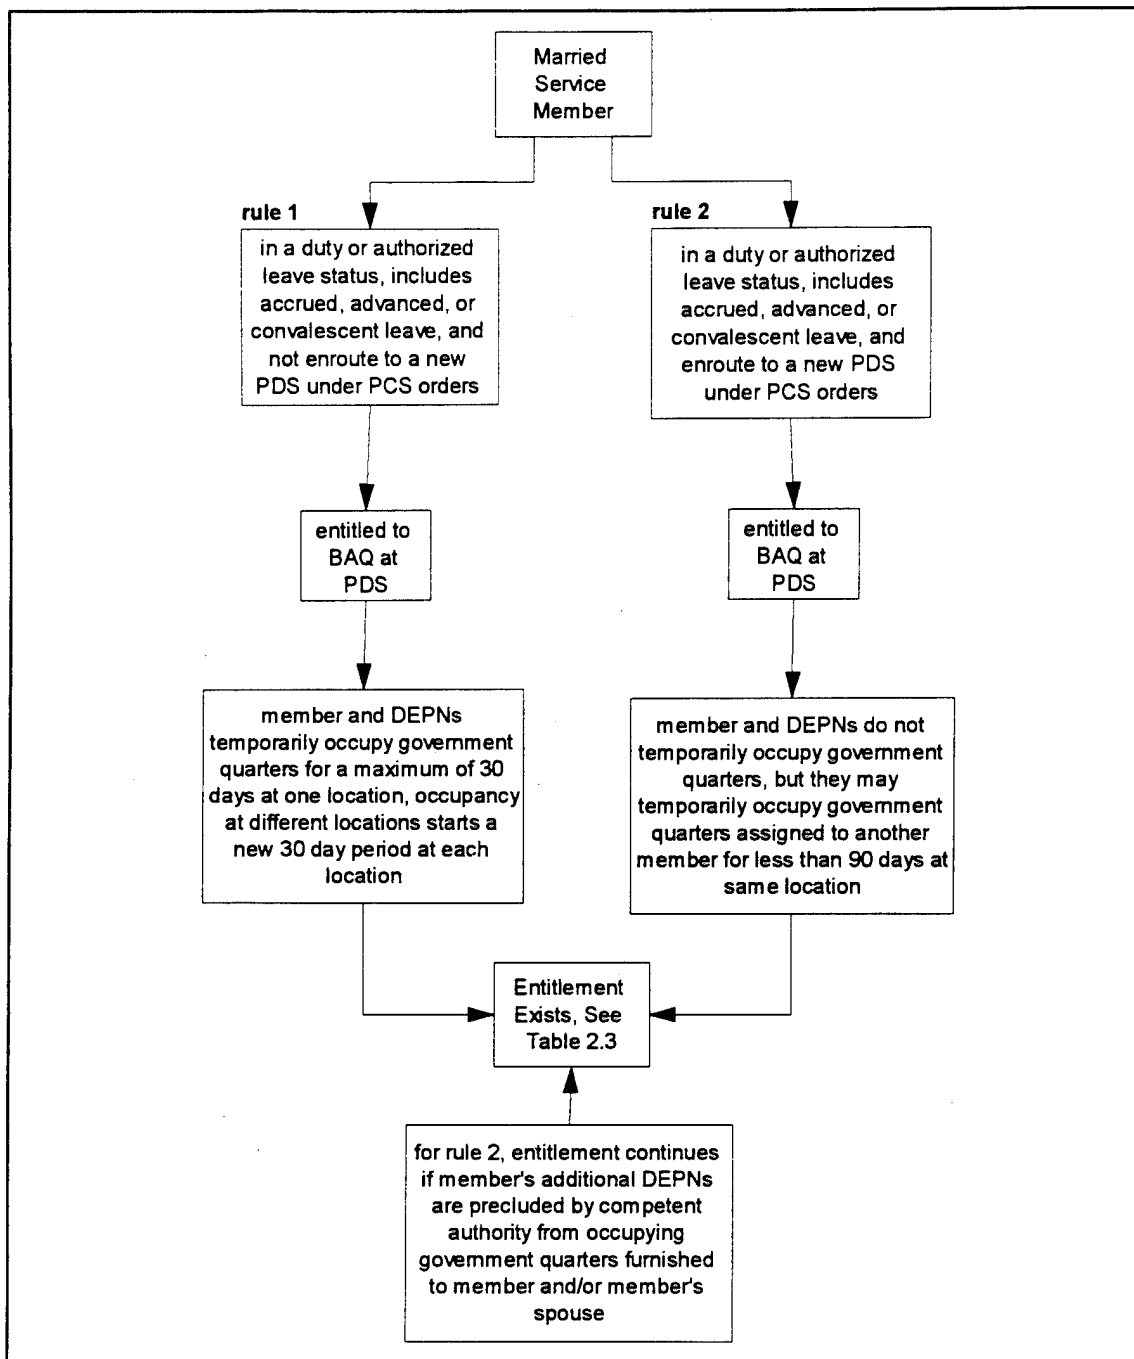 Married
Service
Member
rule 1
in a duty or authorized
leave status, includes
accrued, advanced, or
convalescent leave, and
not enroute to a new
PDS under PCS orders
entitled to
BAQ at
PDS
member and DEPNs
temporarily occupy government
quarters for a maximum of 30
days at one location, occupancy
at different locations starts a
new 30 day period at each
location
rule 2
in a duty or authorized
leave status, includes
accrued, advanced, or
convalescent leave, and
enroute to a new PDS
under PCS orders
entitled to
BAQ at
PDS
member and DEPNs do not
temporarily occupy government
quarters, but they may
temporarily occupy government
quarters assigned to another
member for less than 90 days at
same location
Entitlement
Exists, See
Table 2.3
for rule 2, entitlement continues
if member's additional DEPNs
are precluded by competent
authority from occupying
government quarters furnished
to member and/or member's
spouse